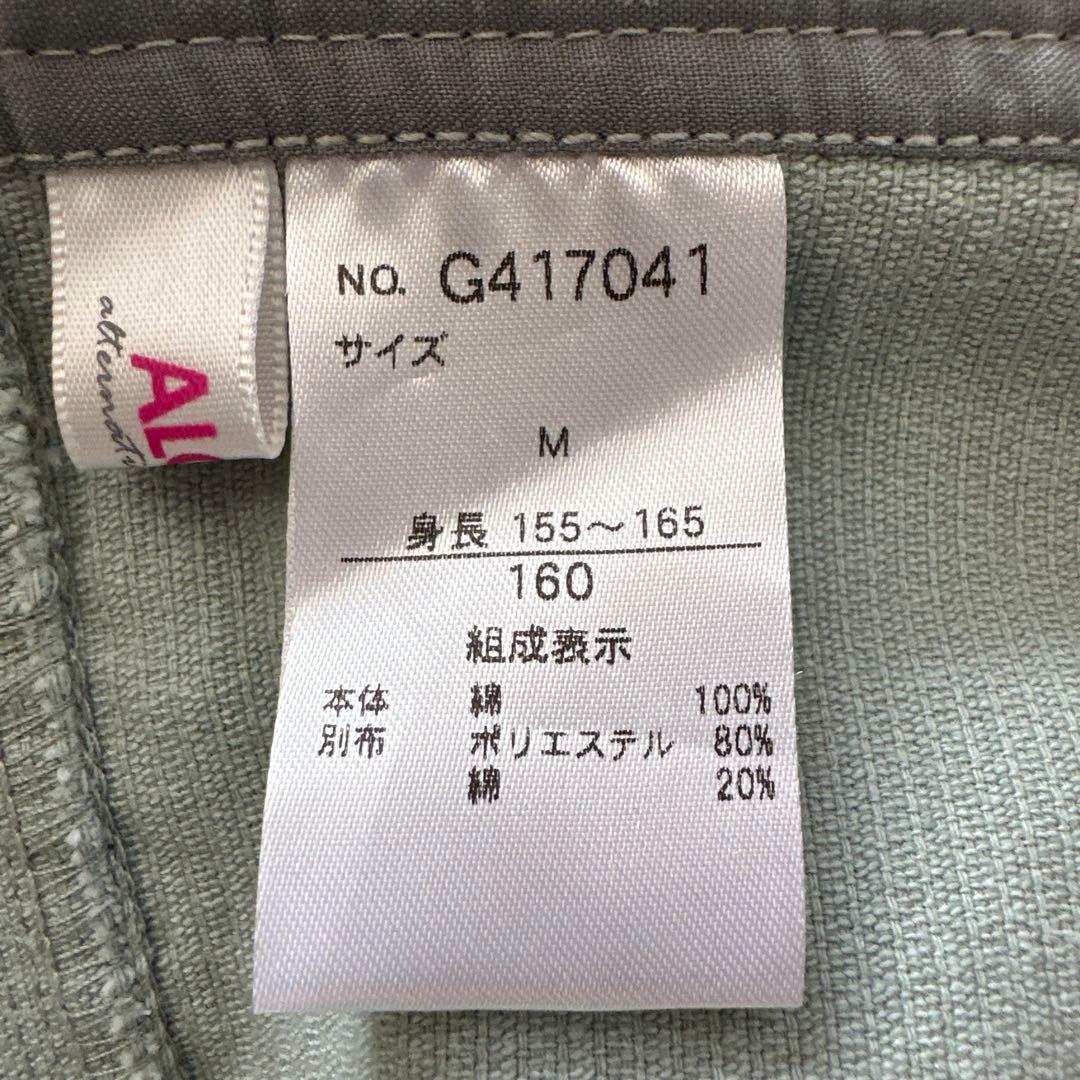 NO. G417041
サイズ
M
身長 155～165
160
組成表示
本体 綿 100%
別布 ポリエステル 80%
綿 20%